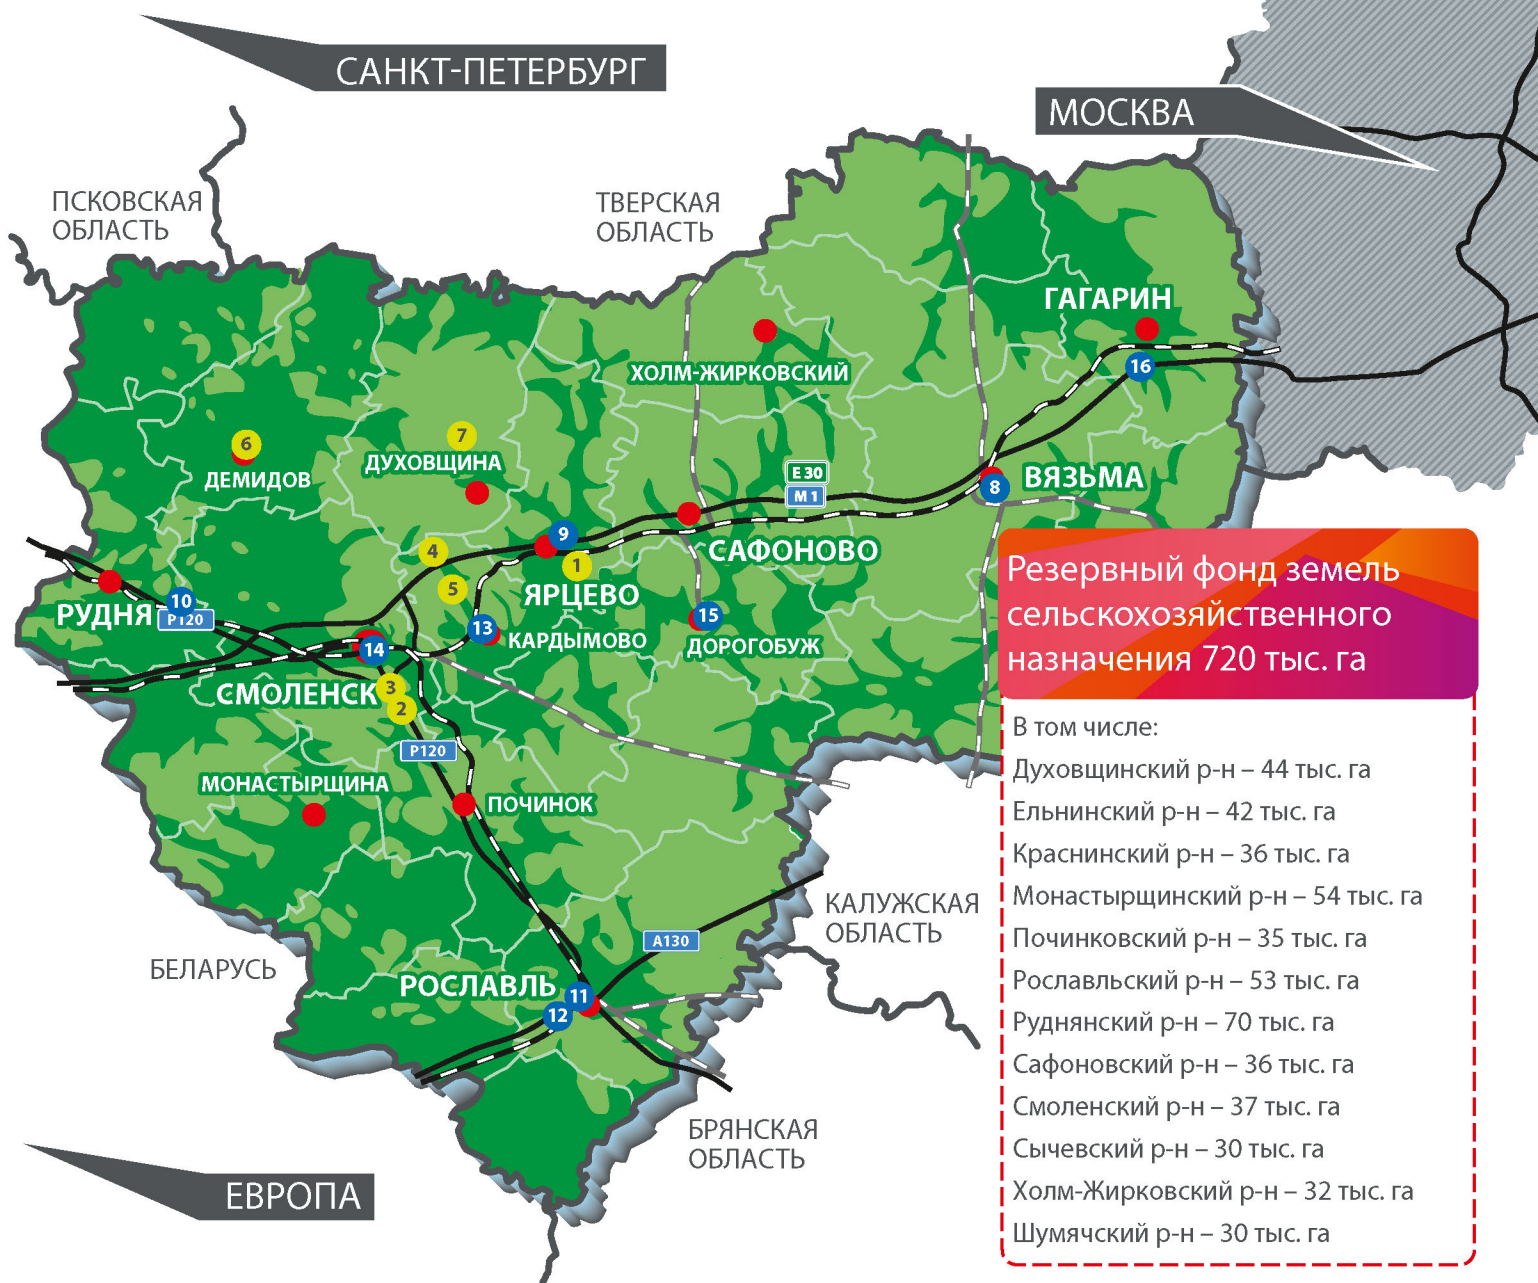 САНКТ-ПЕТЕРБУРГ
МОСКВА
ПСКОВСКАЯ
ОБЛАСТЬ
ТВЕРСКАЯ
ОБЛАСТЬ
ГАГАРИН
16
ХОЛМ-ЖИРКОВСКИЙ
6
ДЕМИДОВ
7
ДУХОВЩИНА
E 30
М 1
8
ВЯЗЬМА
9
4
1
САФОНОВО
5
ЯРЦЕВО
10
РУДНЯ
Р120
13
КАРДЫМОВО
15
ДОРОГОБУЖ
14
СМОЛЕНСК
3
2
Р120
МОНАСТЫРЩИНА
ПОЧИНОК
КАЛУЖСКАЯ
ОБЛАСТЬ
А130
БЕЛАРУСЬ
РОСЛАВЛЬ
11
12
БРЯНСКАЯ
ОБЛАСТЬ
ЕВРОПА
Резервный фонд земель
сельскохозяйственного
назначения 720 тыс. га
В том числе:
Духовщинский р-н – 44 тыс. га
Ельнинский р-н – 42 тыс. га
Краснинский р-н – 36 тыс. га
Монастырщинский р-н – 54 тыс. га
Починковский р-н – 35 тыс. га
Рославльский р-н – 53 тыс. га
Руднянский р-н – 70 тыс. га
Сафоновский р-н – 36 тыс. га
Смоленский р-н – 37 тыс. га
Сычевский р-н – 30 тыс. га
Холм-Жирковский р-н – 32 тыс. га
Шумячский р-н – 30 тыс. га